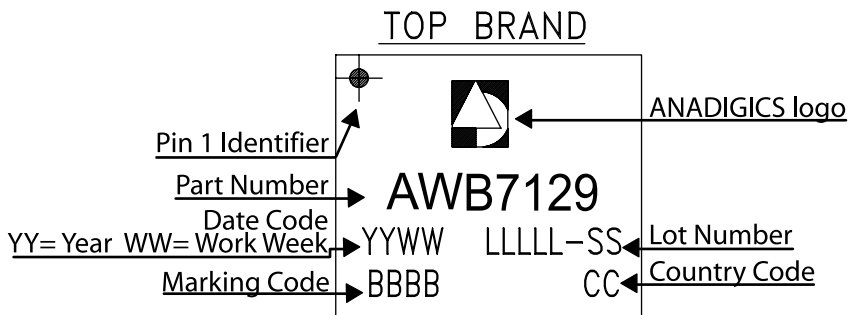 TOP BRAND
ANADIGICS logo
Pin 1 Identifier
Part Number
AWB7129
Date Code
YY= Year WW= Work Week
YYWW LLLLL-SS
Lot Number
Marking Code
BBBB CC
Country Code